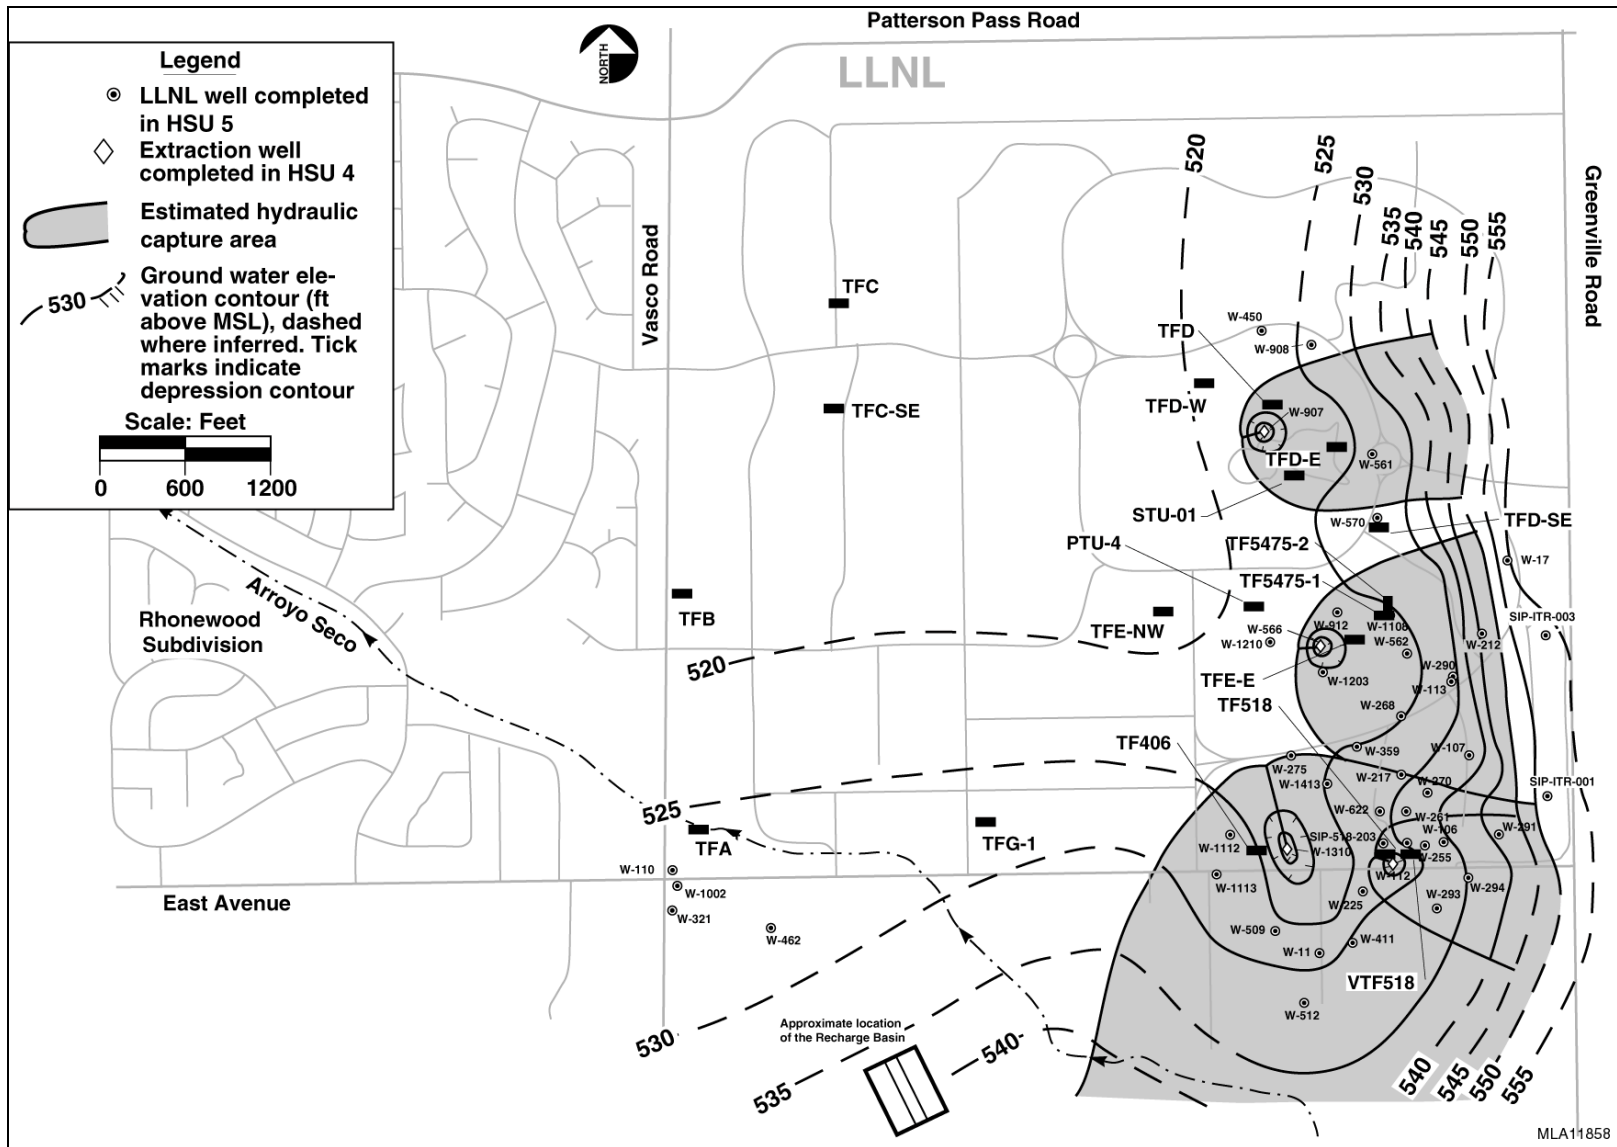 Patterson Pass Road
LLNL
NORTH
Legend
LLNL well completed
in HSU 5
Extraction well
completed in HSU 4
Estimated hydraulic
capture area
Ground water ele-
vation contour (ft
above MSL), dashed
where inferred. Tick
marks indicate
depression contour
530
Scale: Feet
0 600 1200
Vasco Road
Greenville Road
520
525
530
535
540
545
550
555
TFC
TFC-SE
TFD
W-450
W-908
TFD-W
W-907
TFD-E
W-561
STU-01
W-570
TFD-SE
PTU-4
TF5475-2
W-17
TF5475-1
Arroyo Seco
Rhonewood
Subdivision
TFB
TFE-NW
W-912
W-1108
SIP-ITR-003
W-566
W-1210
W-562
W-212
520
W-290
TFE-E
W-1203
W-113
TF518
W-268
TF406
W-359
W-107
W-275
W-217
W-1413
W-270
SIP-ITR-001
525
W-622
W-261
TFA
TFG-1
SIP-518-203
W-106
W-291
W-1112
W-1310
W-255
W-110
W-112
W-1113
W-294
W-1002
W-293
East Avenue
W-225
W-321
W-462
W-509
W-411
W-11
VTF518
W-512
Approximate location
of the Recharge Basin
530
540
535
540
545
550
555
MLA11858